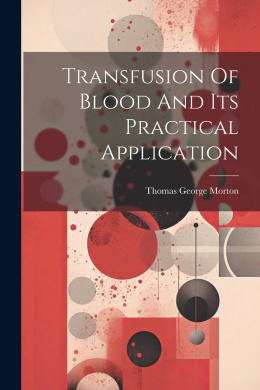 Transfusion Of
Blood And Its
Practical
Application
Thomas George Morton